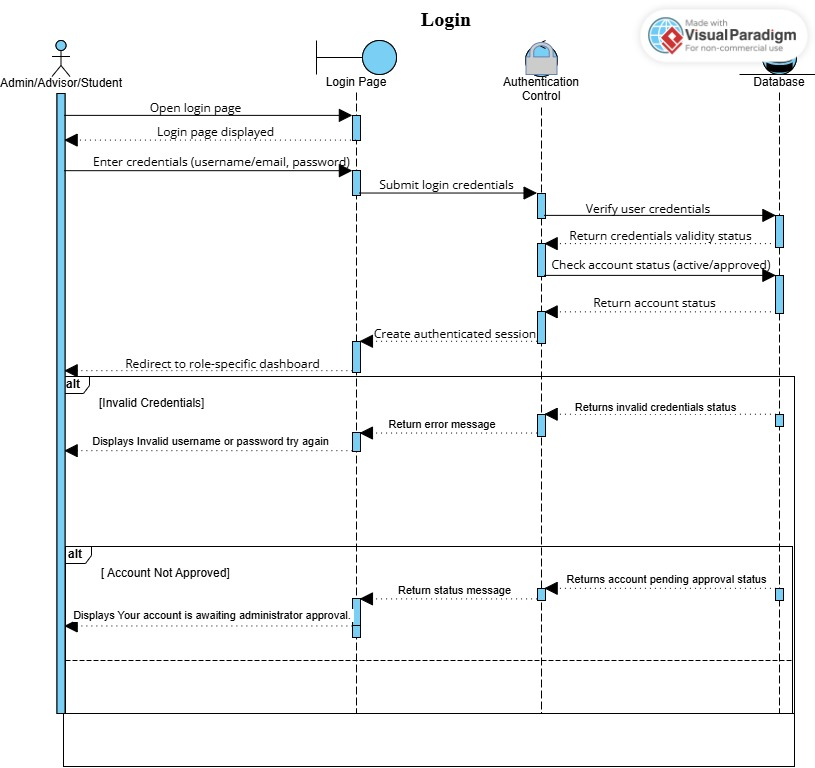 Login
Made with
VisualParadigm
For non-commercial use
Admin/Advisor/Student
Login Page
Authentication
Control
Database
Open login page
Login page displayed
Enter credentials (username/email, password)
Submit login credentials
Verify user credentials
Return credentials validity status
Check account status (active/approved)
Return account status
Create authenticated session
Redirect to role-specific dashboard
alt
[Invalid Credentials]
Returns invalid credentials status
Return error message
Displays Invalid username or password try again
alt
[ Account Not Approved]
Returns account pending approval status
Return status message
Displays Your account is awaiting administrator approval.